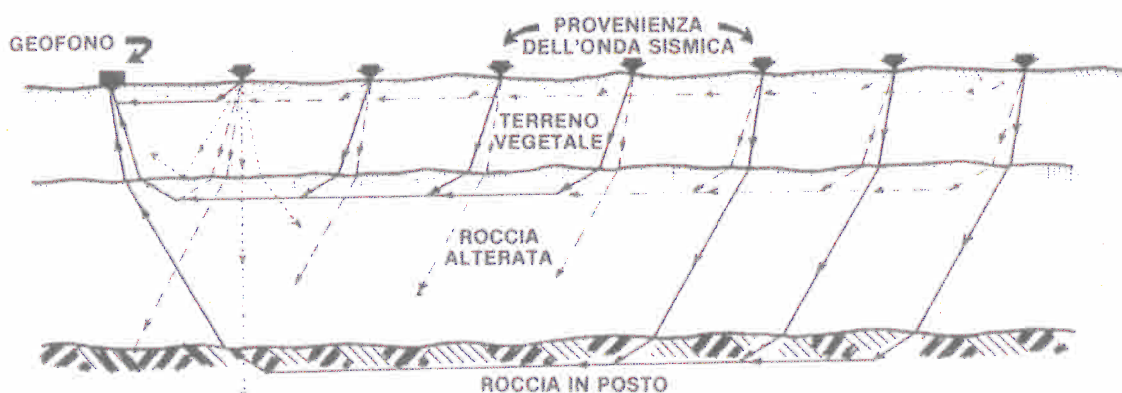 PROVENIENZA
DELL'ONDA SISMICA
GEOFONO
TERRENO
VEGETALE
ROCCIA
ALTERATA
ROCCIA IN POSTO